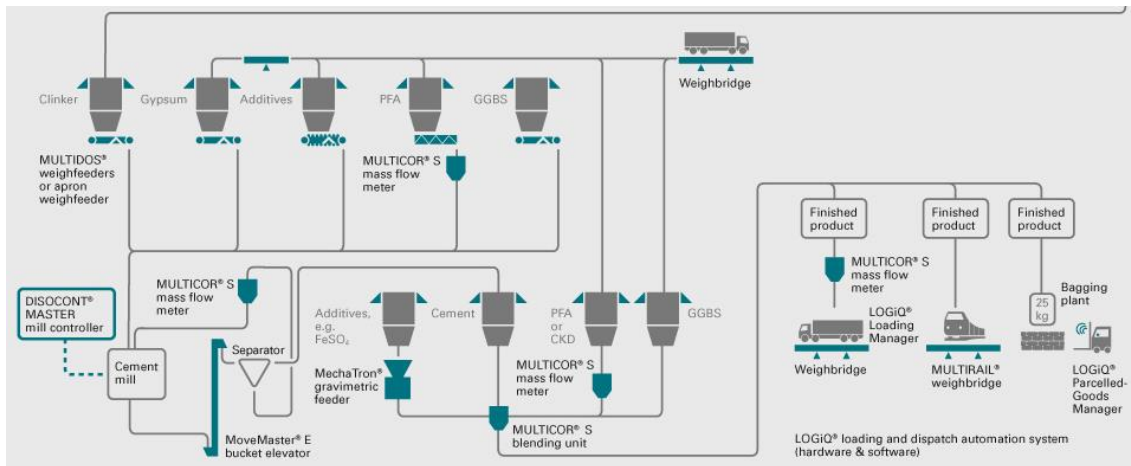 Weighbridge
Clinker
Gypsum
Additives
PFA
GGBS
MULTIDOS®
weighfeeders
or apron
weighfeeder
MULTICOR® S
mass flow
meter
Finished
product
Finished
product
Finished
product
MULTICOR® S
mass flow
meter
MULTICOR® S
mass flow
meter
DISOCONT®
MASTER
mill controller
Cement
mill
Separator
MoveMaster® E
bucket elevator
Additives,
e.g.
FeSO₄
Cement
PFA
or
CKD
GGBS
MechaTron®
gravimetric
feeder
MULTICOR® S
mass flow
meter
MULTICOR® S
blending unit
LOGiQ®
Loading
Manager
Weighbridge
MULTIRAIL®
weighbridge
25
kg
Bagging
plant
LOGiQ®
Parcelled-
Goods
Manager
LOGiQ® loading and dispatch automation system
(hardware & software)